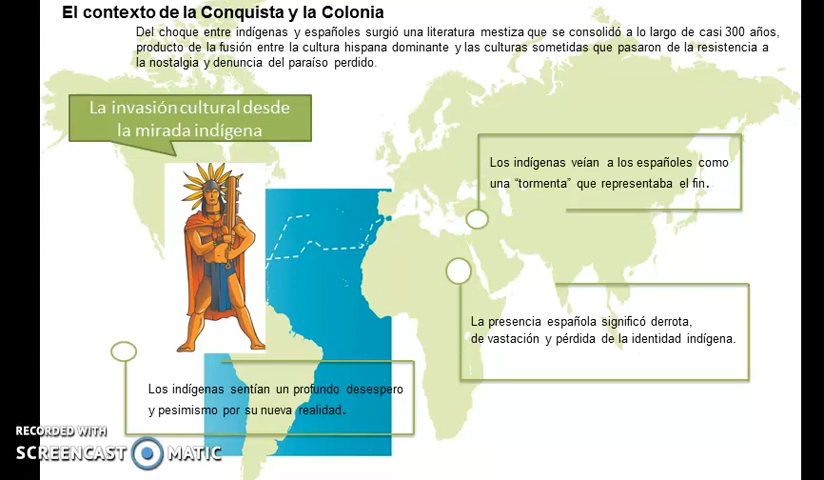 El contexto de la Conquista y la Colonia
Del choque entre indígenas y españoles surgió una literatura mestiza que se consolidó a lo largo de casi 300 años,
producto de la fusión entre la cultura hispana dominante y las culturas sometidas que pasaron de la resistencia a
la nostalgia y denuncia del paraíso perdido.
La invasión cultural desde
la mirada indígena
Los indígenas veían a los españoles como
una “tormenta” que representaba el fin.
La presencia española significó derrota,
de vastación y pérdida de la identidad indígena.
Los indígenas sentían un profundo desespero
y pesimismo por su nueva realidad.
RECORDED WITH
SCREENCAST MATIC